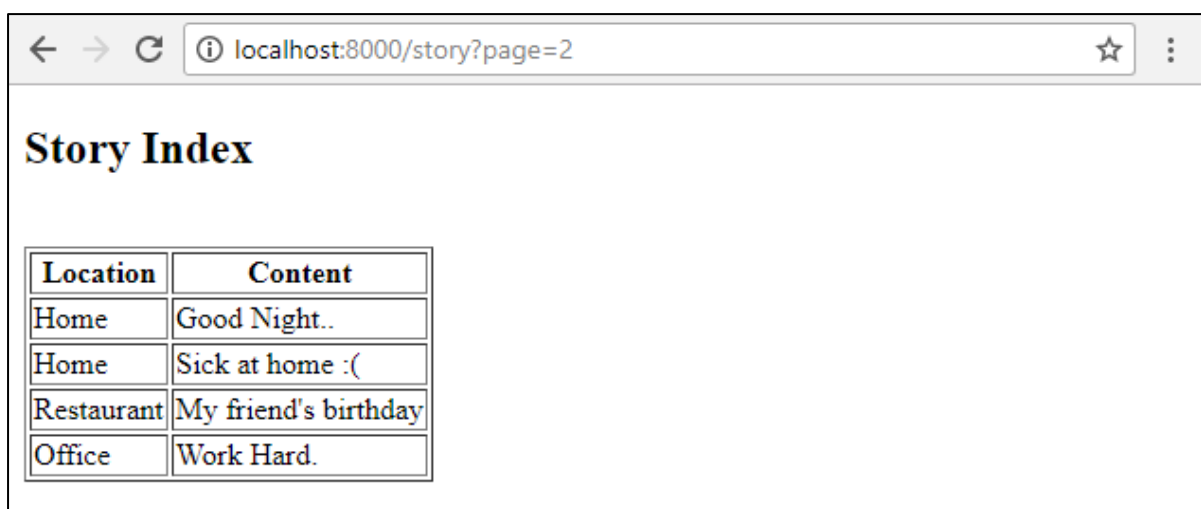 localhost:8000/story?page=2
Story Index
Location Content
Home Good Night..
Home Sick at home :(
Restaurant My friend's birthday
Office Work Hard.